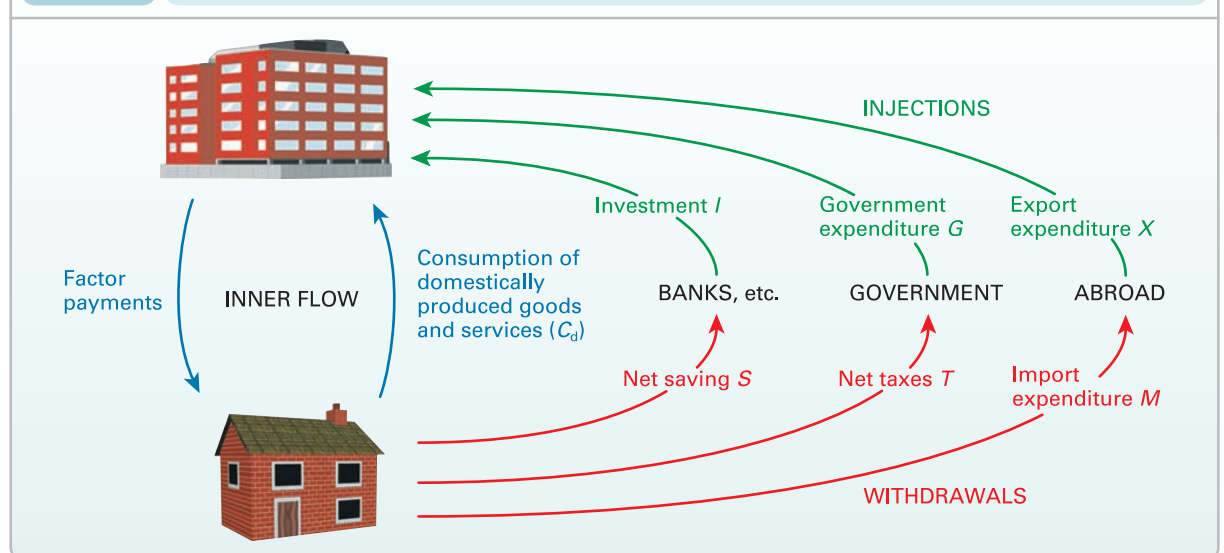 INJECTIONS
Investment I
Government
expenditure G
Export
expenditure X
Factor
payments
INNER FLOW
Consumption of
domestically
produced goods
and services (Cd)
BANKS, etc.
GOVERNMENT
ABROAD
Net saving S
Net taxes T
Import
expenditure M
WITHDRAWALS